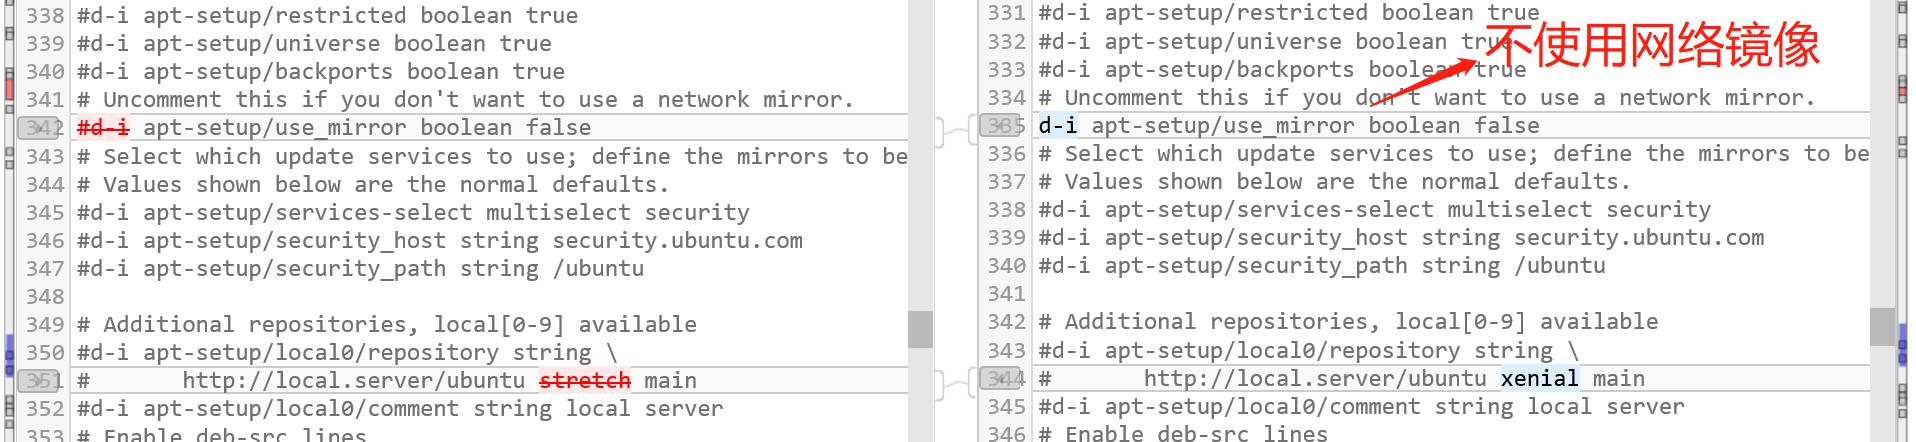 338 #d-i apt-setup/restricted boolean true
339 #d-i apt-setup/universe boolean true
340 #d-i apt-setup/backports boolean true
341 # Uncomment this if you don't want to use a network mirror.
342 #d-i apt-setup/use_mirror boolean false
343 # Select which update services to use; define the mirrors to be
344 # Values shown below are the normal defaults.
345 #d-i apt-setup/services-select multiselect security
346 #d-i apt-setup/security_host string security.ubuntu.com
347 #d-i apt-setup/security_path string /ubuntu
348
349 # Additional repositories, local[0-9] available
350 #d-i apt-setup/local0/repository string \
351 #       http://local.server/ubuntu stretch main
352 #d-i apt-setup/local0/comment string local server
353 # Enable deb-src lines
331 #d-i apt-setup/restricted boolean true
332 #d-i apt-setup/universe boolean true
不使用网络镜像
333 #d-i apt-setup/backports boolean true
334 # Uncomment this if you don't want to use a network mirror.
335 d-i apt-setup/use_mirror boolean false
336 # Select which update services to use; define the mirrors to be
337 # Values shown below are the normal defaults.
338 #d-i apt-setup/services-select multiselect security
339 #d-i apt-setup/security_host string security.ubuntu.com
340 #d-i apt-setup/security_path string /ubuntu
341
342 # Additional repositories, local[0-9] available
343 #d-i apt-setup/local0/repository string \
344 #       http://local.server/ubuntu xenial main
345 #d-i apt-setup/local0/comment string local server
346 # Enable deb-src lines